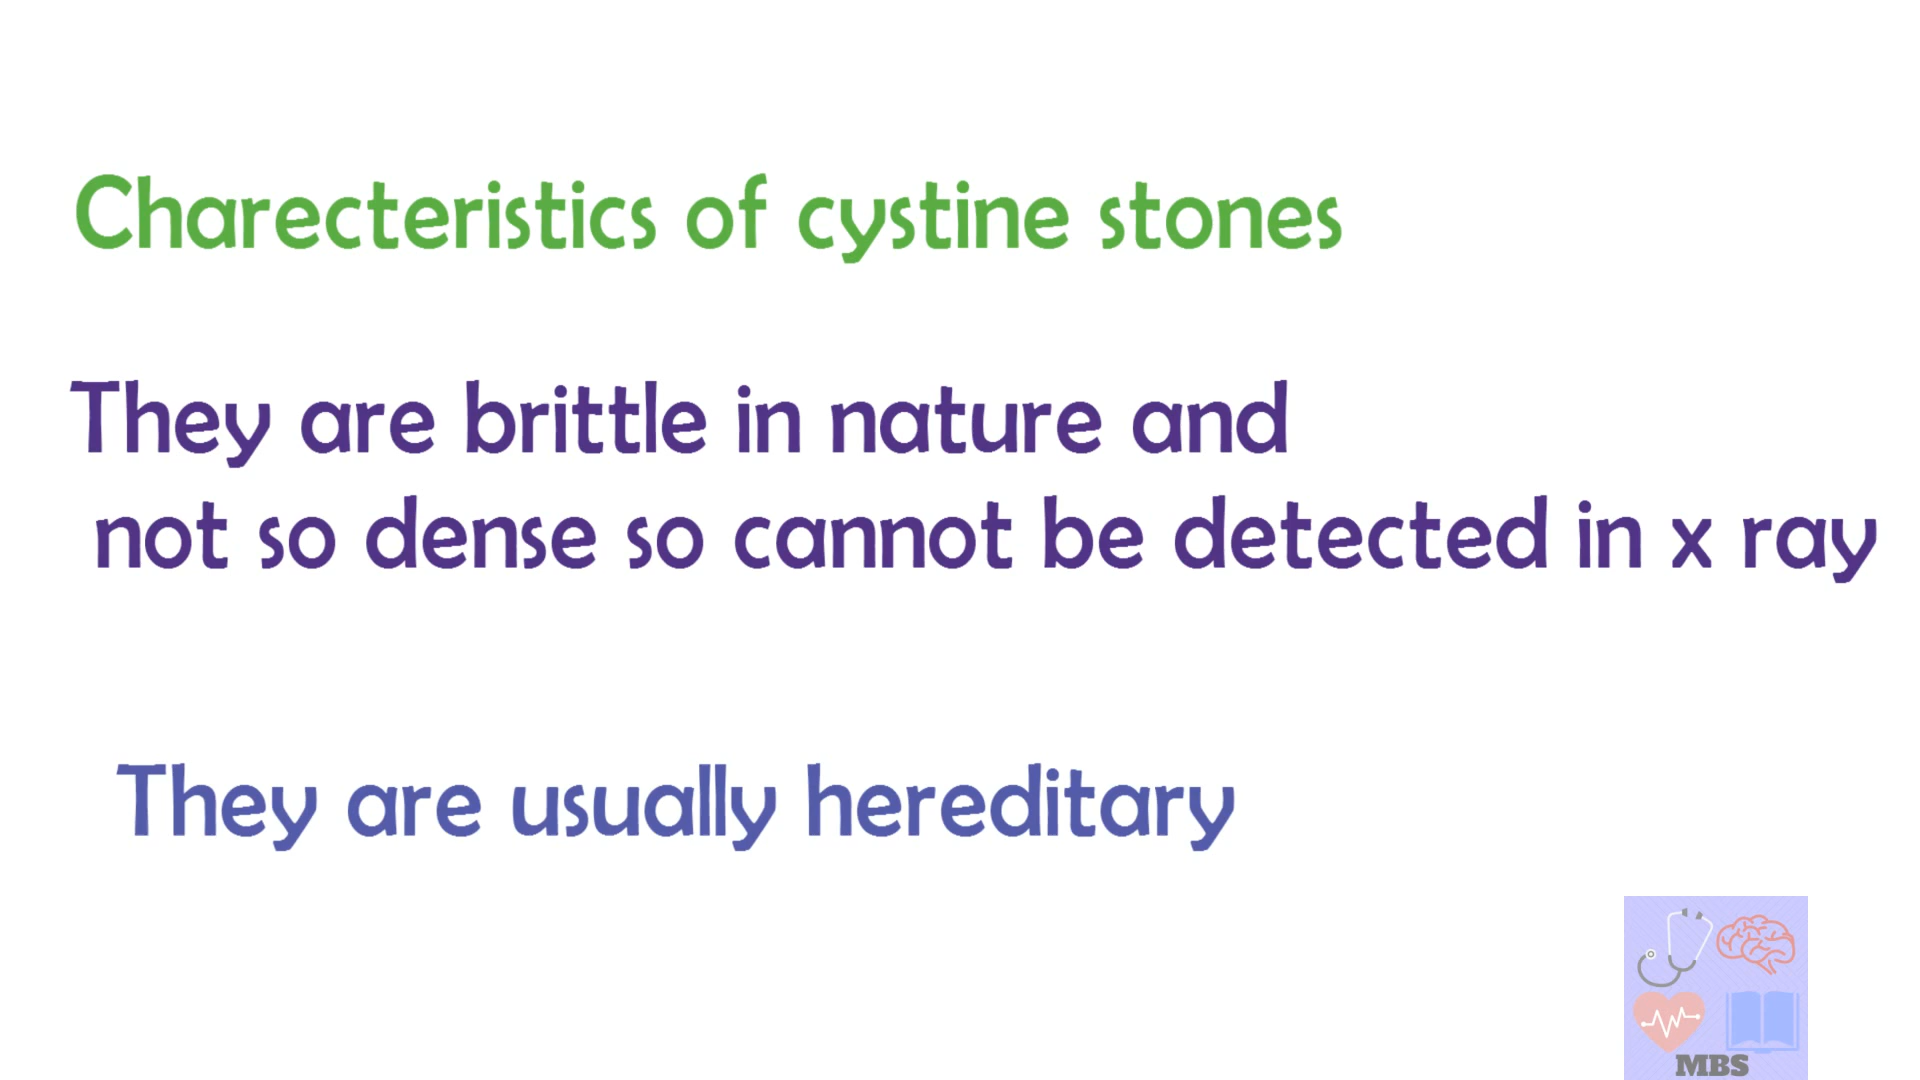 Charecteristics of cystine stones
They are brittle in nature and
not so dense so cannot be detected in x ray
They are usually hereditary
MBS